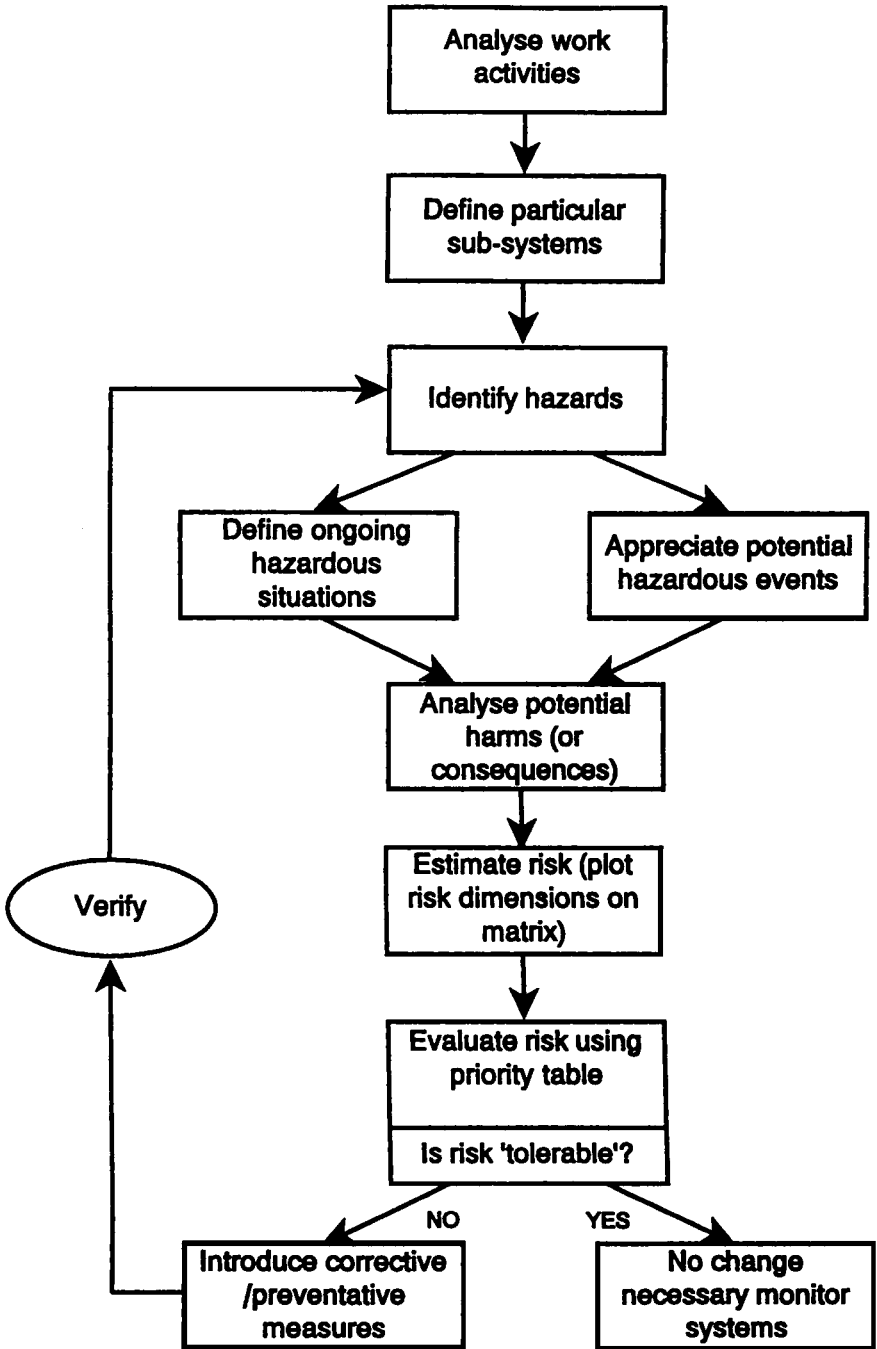 Analyse work
activities
Define particular
sub-systems
Identify hazards
Define ongoing
hazardous
situations
Appreciate potential
hazardous events
Analyse potential
harms (or
consequences)
Estimate risk (plot
risk dimensions on
matrix)
Verify
Evaluate risk using
priority table
Is risk 'tolerable'?
NO
YES
Introduce corrective
/preventative
measures
No change
necessary monitor
systems